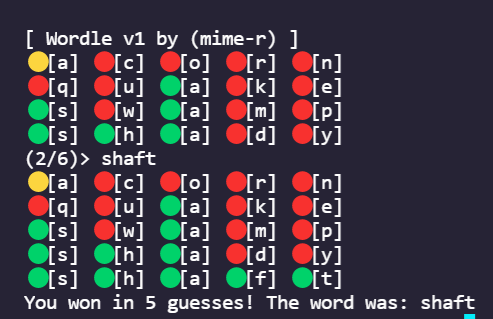 [ Wordle v1 by (mime-r) ]
[a] [c] [o] [r] [n]
[q] [u] [a] [k] [e]
[s] [w] [a] [m] [p]
[s] [h] [a] [d] [y]
(2/6)> shaft
[a] [c] [o] [r] [n]
[q] [u] [a] [k] [e]
[s] [w] [a] [m] [p]
[s] [h] [a] [d] [y]
[s] [h] [a] [f] [t]
You won in 5 guesses! The word was: shaft